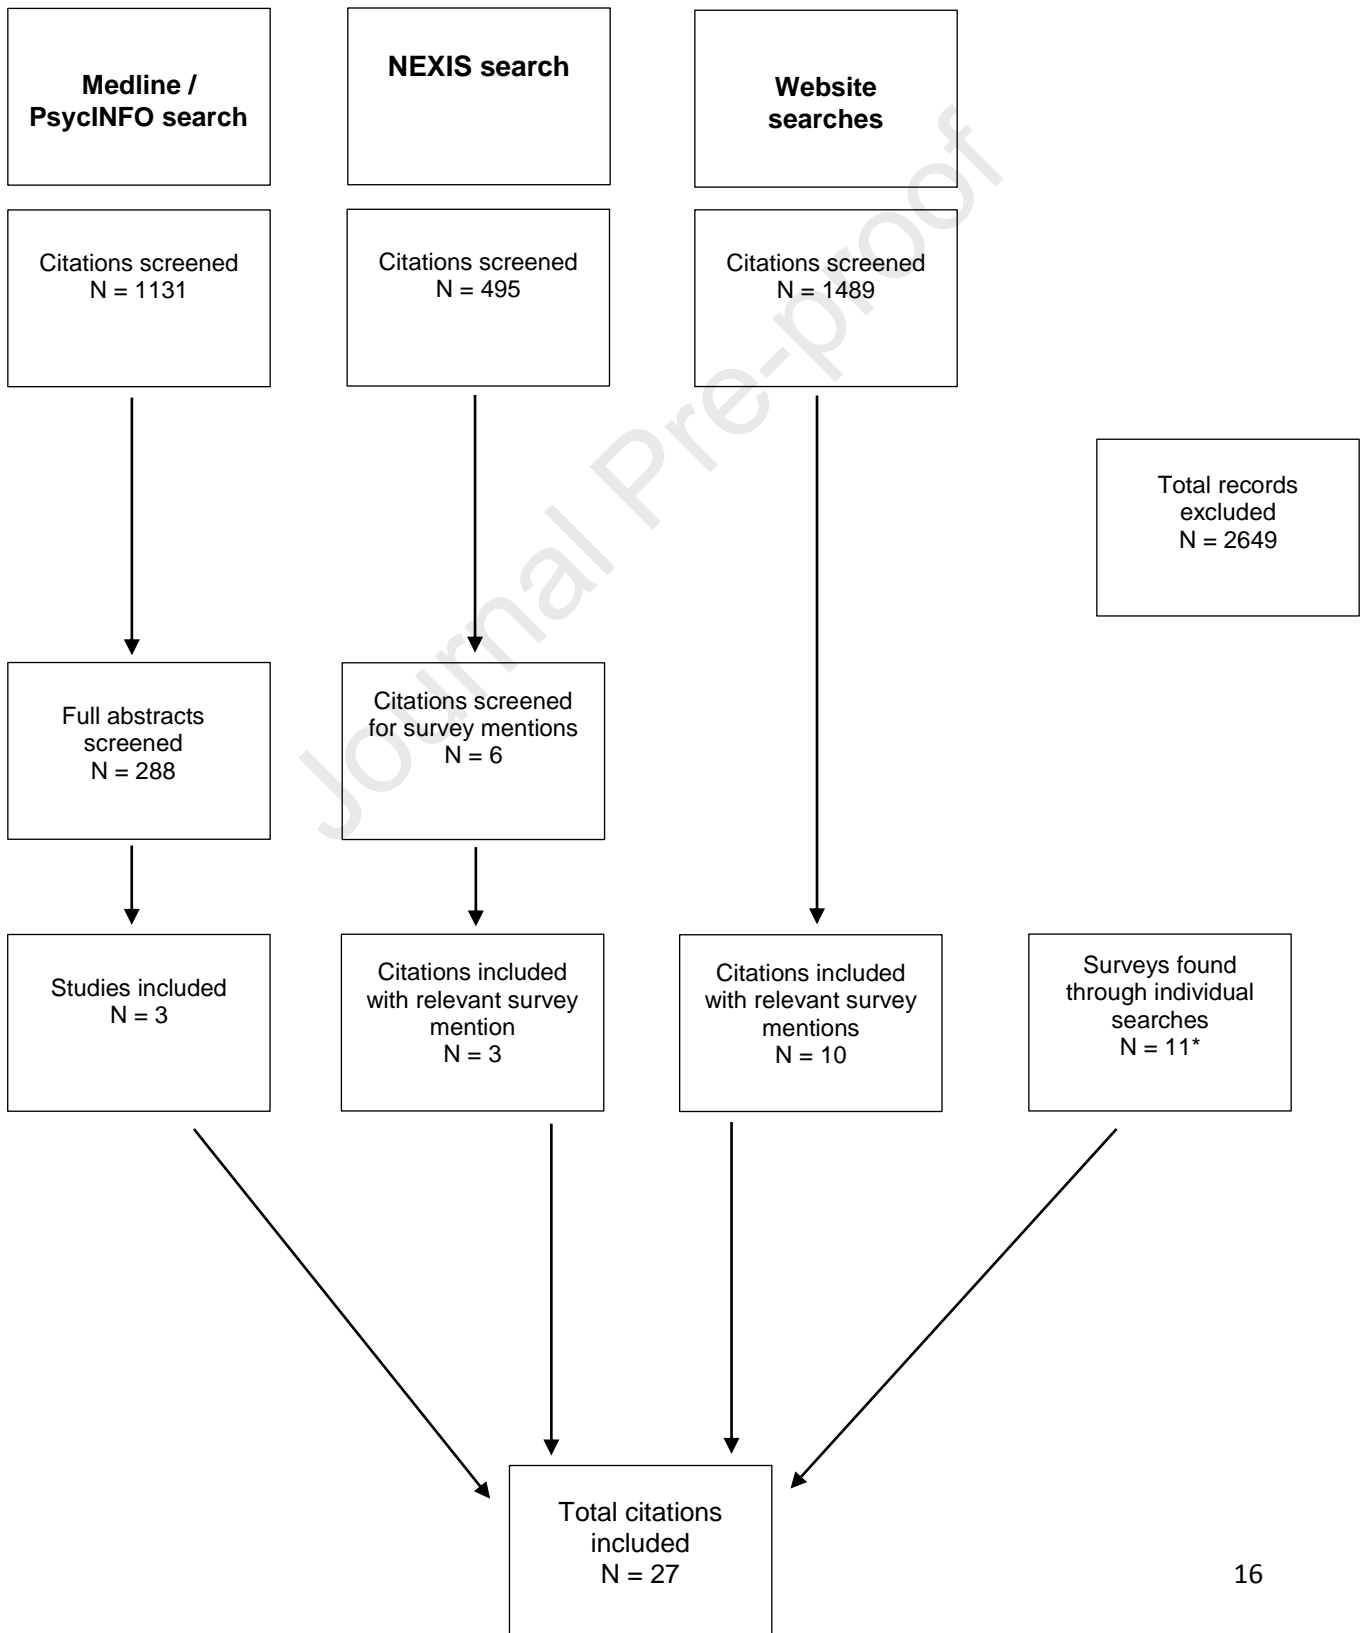 Medline /
PsycINFO search
NEXIS search
Website
searches
Citations screened
N = 1131
Citations screened
N = 495
Citations screened
N = 1489
Total records
excluded
N = 2649
Full abstracts
screened
N = 288
Citations screened
for survey mentions
N = 6
Studies included
N = 3
Citations included
with relevant survey
mention
N = 3
Citations included
with relevant survey
mentions
N = 10
Surveys found
through individual
searches
N = 11*
Total citations
included
N = 27
16
Journal Pre-proof